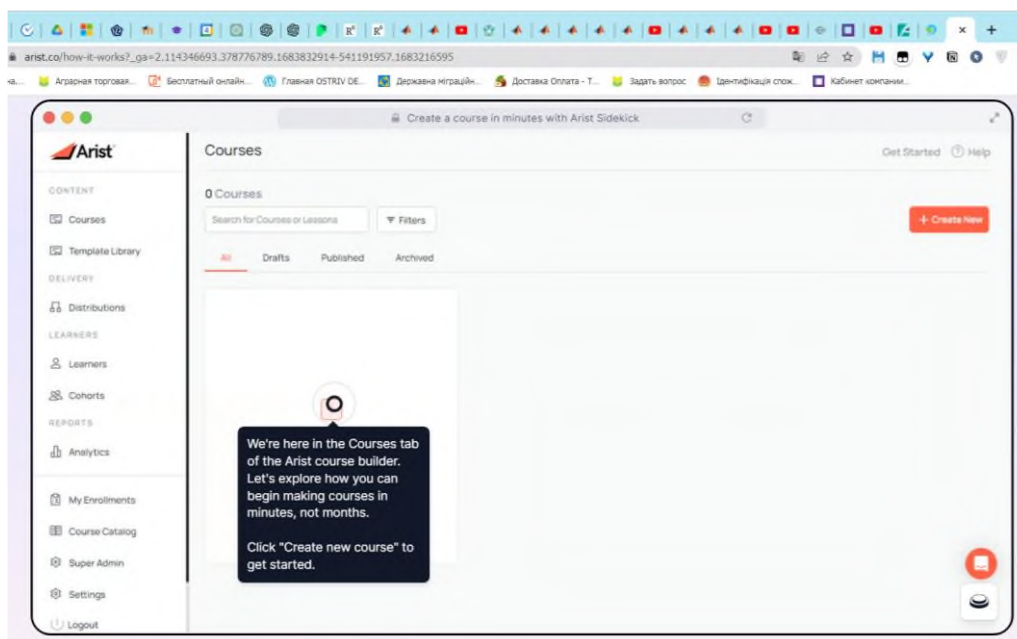 arist.co/how-it-works?_ga=2.114346693.378776789.1683832914-541191957.1683216595
Аграрная торговая... Бесплатный онлайн... Главная OSTRIV DE... Державна міграційн... Доставка Оплата - Т... Задать вопрос Ідентифікація спож... Кабинет компании...
Create a course in minutes with Arist Sidekick
Arist
Courses
Get Started Help
CONTENT
0 Courses
Courses
Search for Courses or Lessons
Filters
+ Create New
Template Library
All Drafts Published Archived
DELIVERY
Distributions
LEARNERS
Learners
Cohorts
REPORTS
Analytics
We're here in the Courses tab
of the Arist course builder.
Let's explore how you can
begin making courses in
minutes, not months.
Click "Create new course" to
get started.
My Enrollments
Course Catalog
Super Admin
Settings
Logout